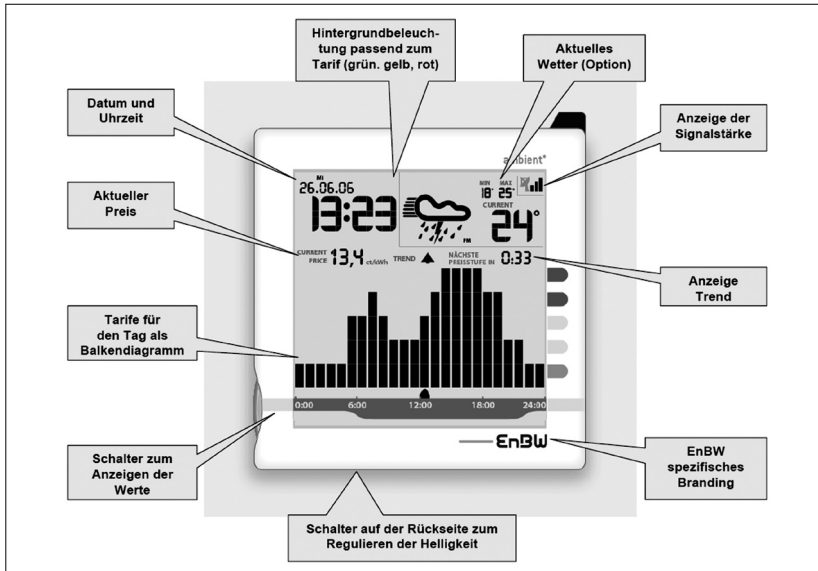 Hintergrundbeleuch-
tung passend zum
Tarif (grün. gelb, rot)
Aktuelles
Wetter (Option)
Datum und
Uhrzeit
Anzeige der
Signalstärke
ambient°
MI
26.06.06
13:23
MIN MAX
18° 25°
CURRENT
24°
FM
Aktueller
Preis
CURRENT
PRICE 13,4 ct/kWh TREND
NÄCHSTE
PREISSTUFE IN 0:33
Anzeige
Trend
Tarife für
den Tag als
Balkendiagramm
0:00 6:00 12:00 18:00 24:00
EnBW
Schalter zum
Anzeigen der
Werte
EnBW
spezifisches
Branding
Schalter auf der Rückseite zum
Regulieren der Helligkeit